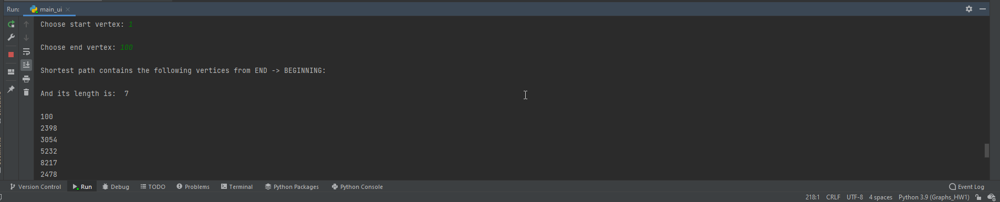 Run: main_ui
Choose start vertex: 1
Choose end vertex: 100
Shortest path contains the following vertices from END -> BEGINNING:
And its length is:  7
100
2398
3054
5232
8217
2478
Version Control Run Debug TODO Problems Terminal Python Packages Python Console Event Log
218:1 CRLF UTF-8 4 spaces Python 3.9 (Graphs_HW1)